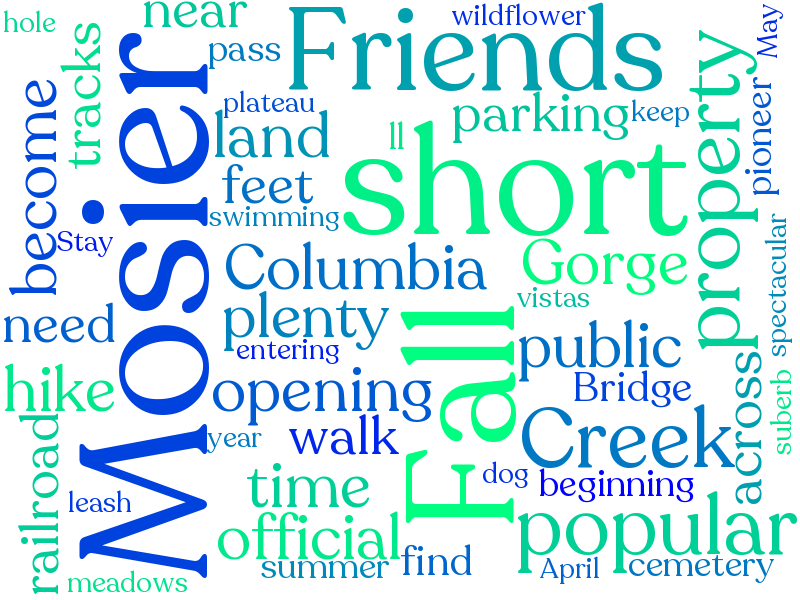 hole
near
wildflower
May
tracks
pass
Friends
property
become
Mosier
plateau
parking
keep
pioneer
land
ll
short
feet
swimming
Stay
Columbia
Gorge
spectacular
vistas
need
plenty
public
entering
Bridge
hike
opening
Fall
across
suberb
railroad
year
walk
Creek
leash
time
dog
beginning
official
popular
meadows
summer
find
April
cemetery